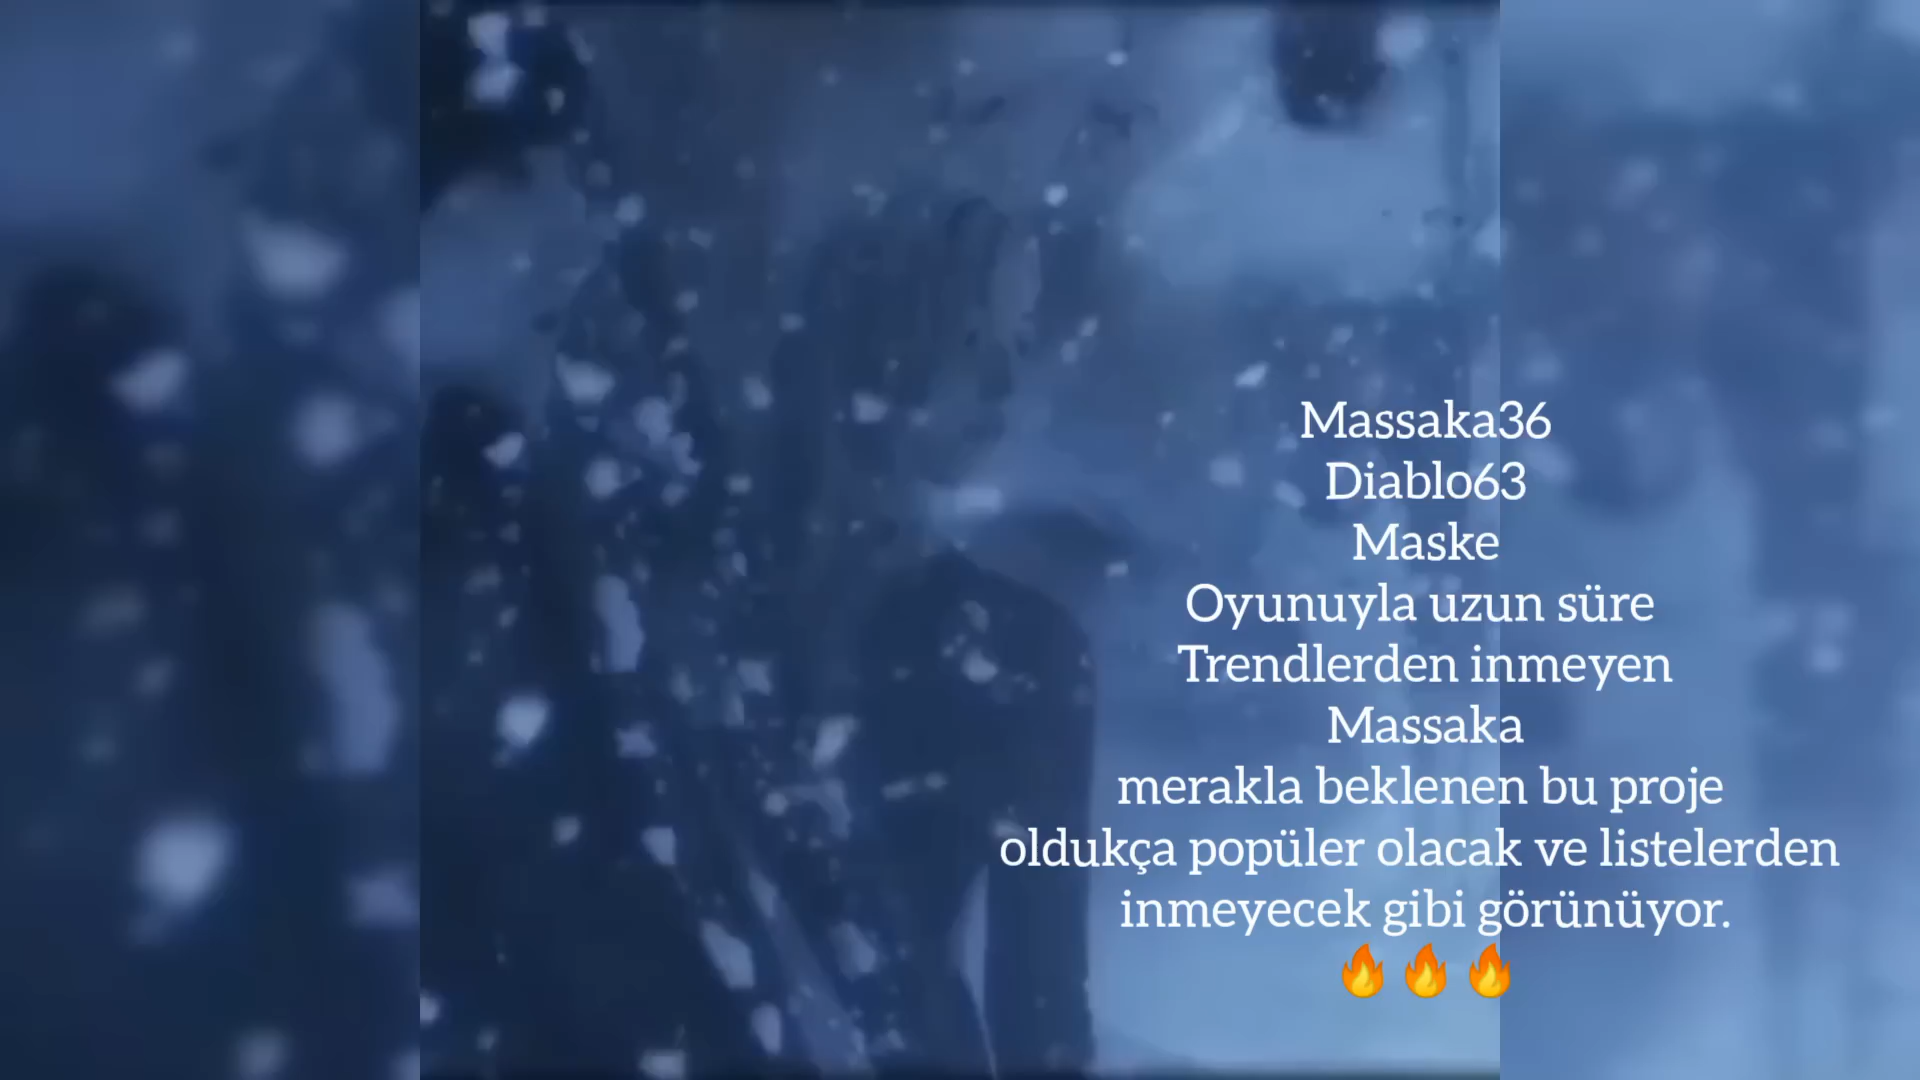 Massaka36
Diablo63
Maske
Oyunuyla uzun süre
Trendlerden inmeyen
Massaka
merakla beklenen bu proje
oldukça popüler olacak ve listelerden
inmeyecek gibi görünüyor.
🔥🔥🔥